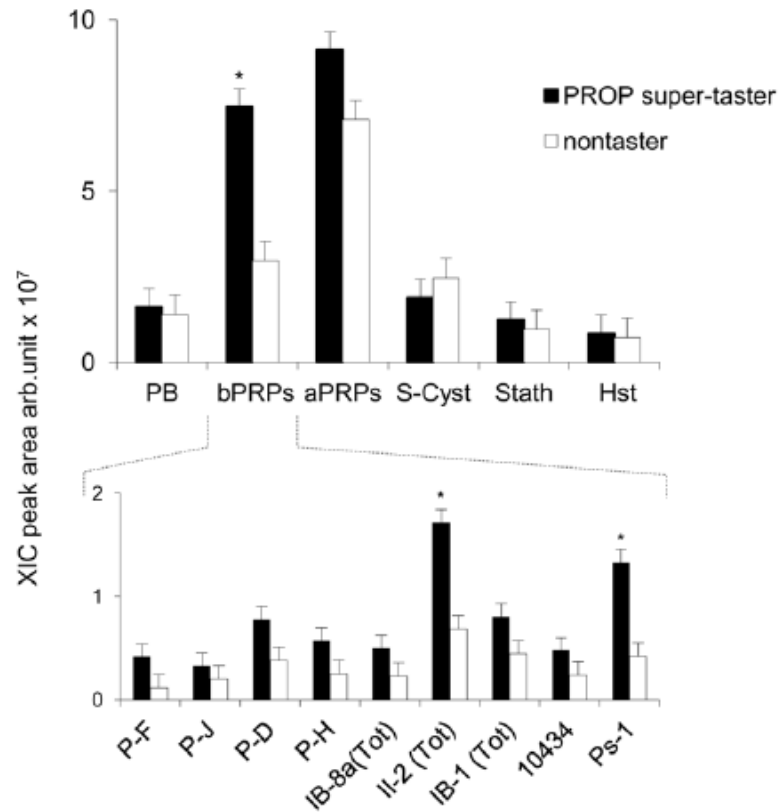 10
*
PROP super-taster
nontaster
5
0
PB bPRPs aPRPs S-Cyst Stath Hst
XIC peak area arb.unit x 10⁷
2
*
*
1
0
P-F P-J P-D P-H IB-8a(Tot) II-2 (Tot) IB-1 (Tot) 10434 Ps-1